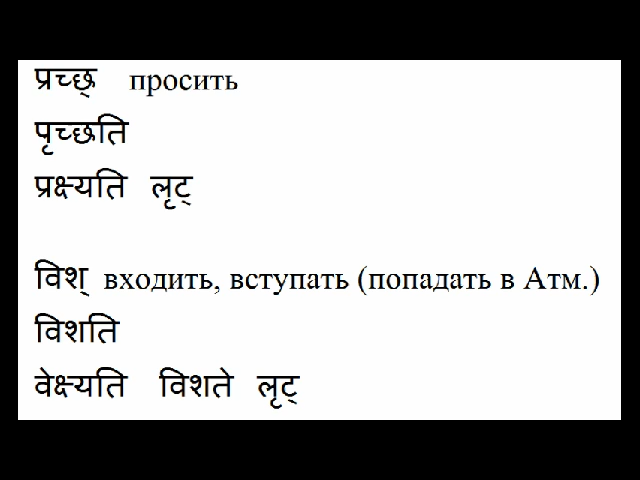 प्रच्छ् просить
पृच्छति
प्रक्ष्यति लृट्
विश् входить, вступать (попадать в Атм.)
विशति
वेक्ष्यति विशते लृट्